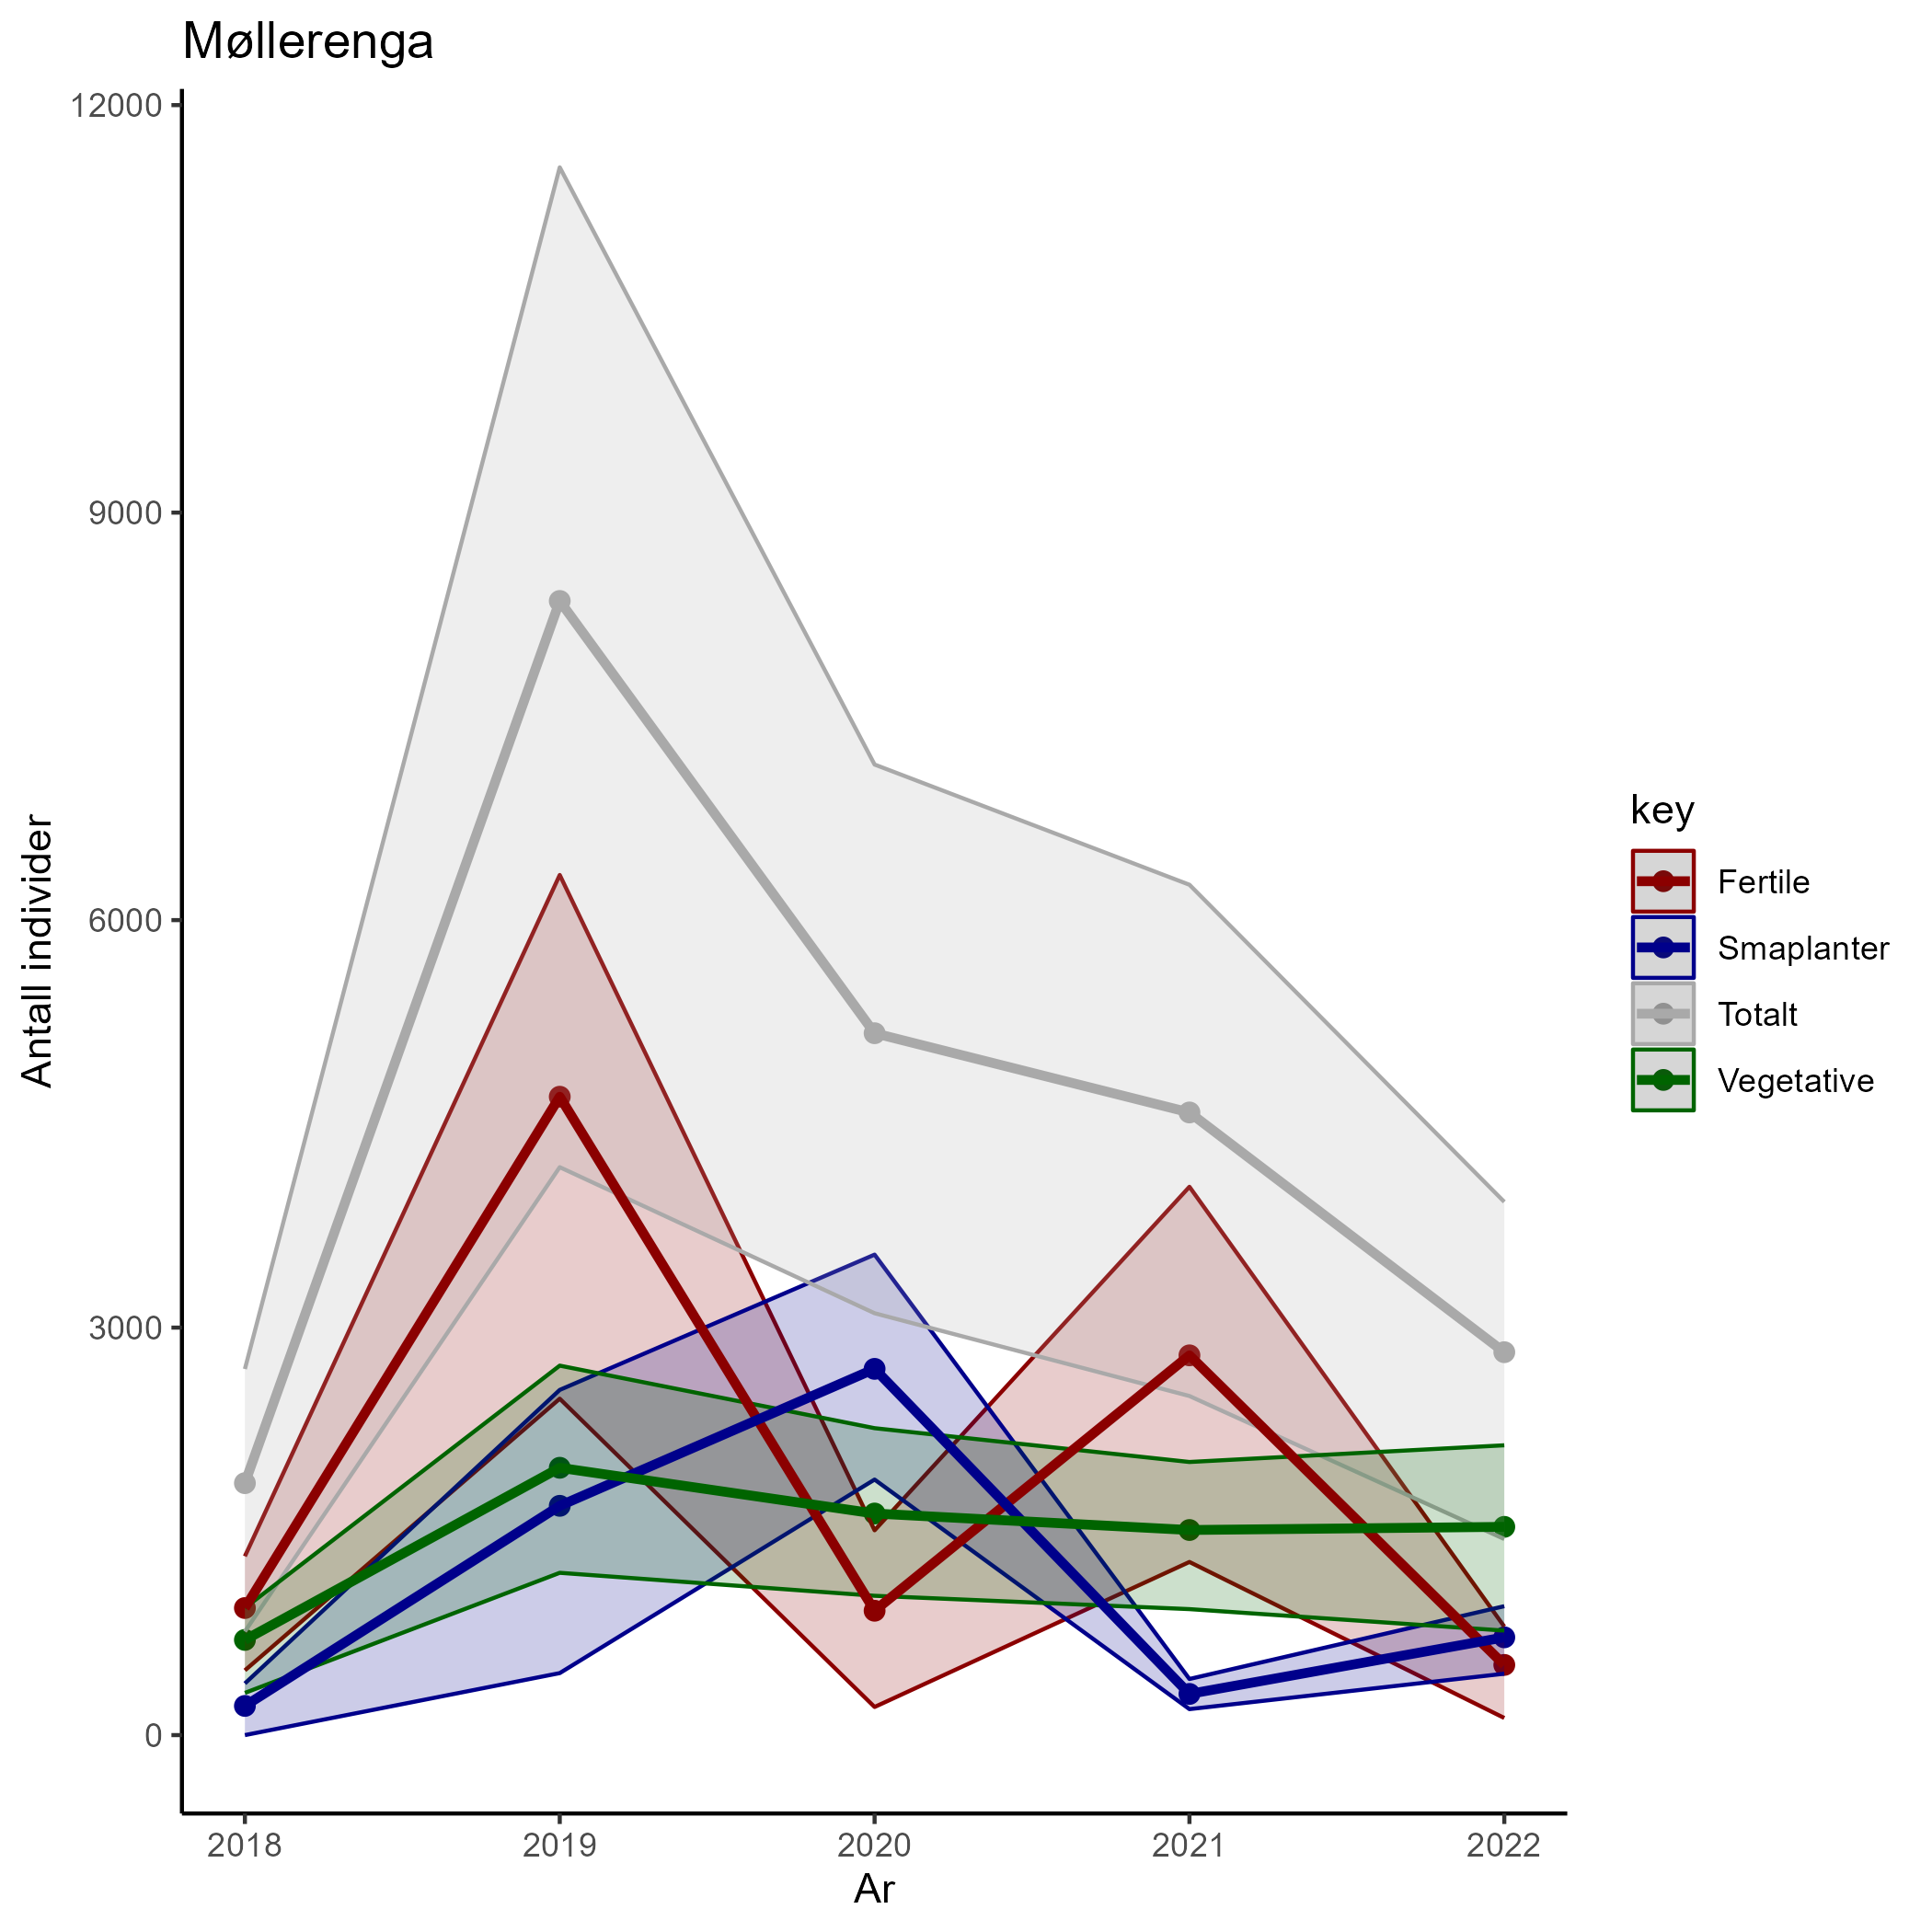 Møllerenga
12000
9000
6000
3000
0
Antall individer
2018 2019 2020 2021 2022
Ar
key
Fertile
Smaplanter
Totalt
Vegetative